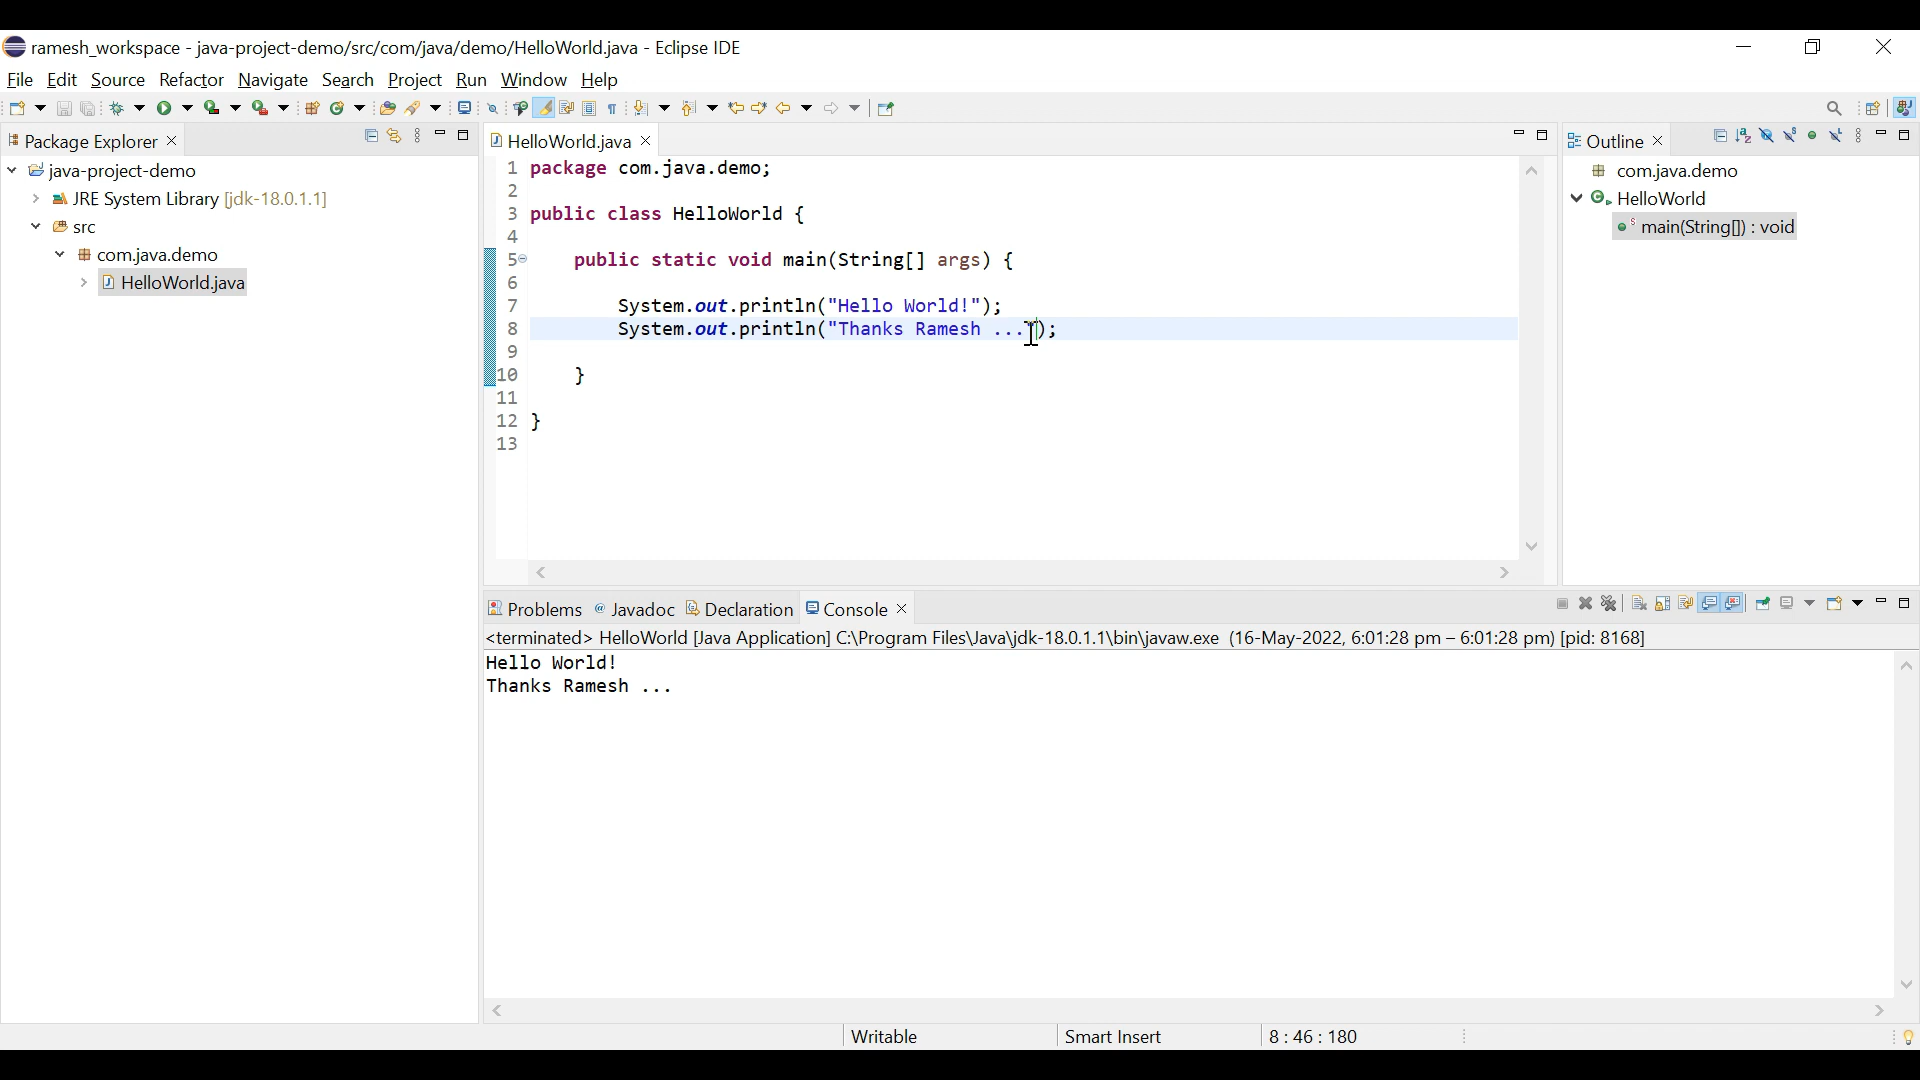 ramesh_workspace - java-project-demo/src/com/java/demo/HelloWorld.java - Eclipse IDE
File Edit Source Refactor Navigate Search Project Run Window Help
Package Explorer
java-project-demo
JRE System Library [jdk-18.0.1.1]
src
com.java.demo
HelloWorld.java
HelloWorld.java
1 package com.java.demo;
2
3 public class HelloWorld {
4
5 public static void main(String[] args) {
6
7 System.out.println("Hello World!");
8 System.out.println("Thanks Ramesh ...");
9
10 }
11
12 }
13
Outline
com.java.demo
HelloWorld
main(String[]) : void
Problems Javadoc Declaration Console
<terminated> HelloWorld [Java Application] C:\Program Files\Java\jdk-18.0.1.1\bin\javaw.exe (16-May-2022, 6:01:28 pm – 6:01:28 pm) [pid: 8168]
Hello World!
Thanks Ramesh ...
Writable Smart Insert 8 : 46 : 180